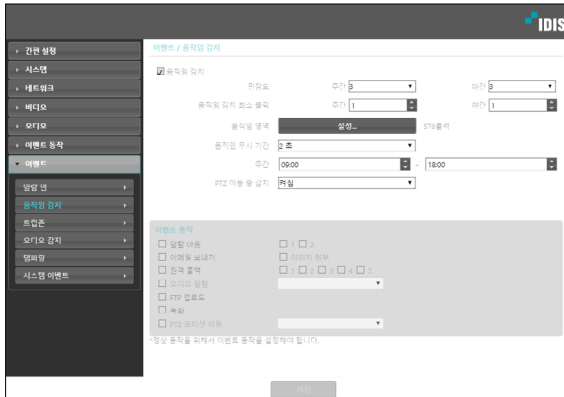 IDIS
간편 설정
시스템
네트워크
비디오
오디오
이벤트 동작
이벤트
알람 인
움직임 감지
트립존
오디오 감지
탬퍼링
시스템 이벤트
이벤트 / 움직임 감지
움직임 감지
민감도 주간 3 야간 3
움직임 감지 최소 블럭 주간 1 야간 1
움직임 영역 설정... 576블럭
움직임 무시 기간 2 초
주간 09:00 ~ 18:00
PTZ 이동 중 감지 켜짐
이벤트 동작
알람 아웃 1 2
이메일 보내기 이미지 첨부
원격 콜백 1 2 3 4 5
오디오 알람
FTP 업로드
녹화
PTZ 프리셋 이동
*정상 동작을 위해서 이벤트 동작을 설정해야 합니다.
저장